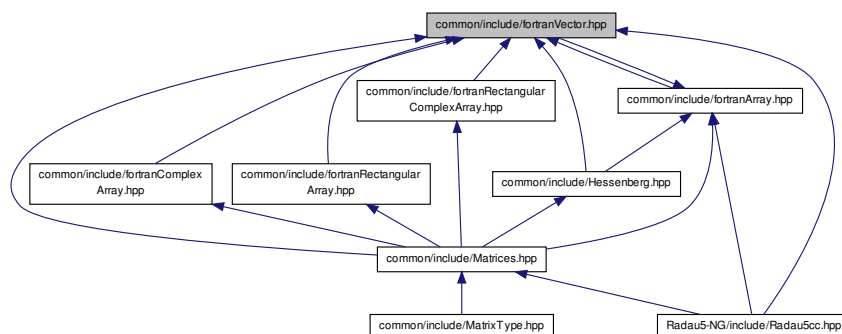 common/include/fortranVector.hpp
common/include/fortranRectangular
ComplexArray.hpp
common/include/fortranArray.hpp
common/include/fortranComplex
Array.hpp
common/include/fortranRectangular
Array.hpp
common/include/Hessenberg.hpp
common/include/Matrices.hpp
common/include/MatrixType.hpp
Radau5-NG/include/Radau5cc.hpp